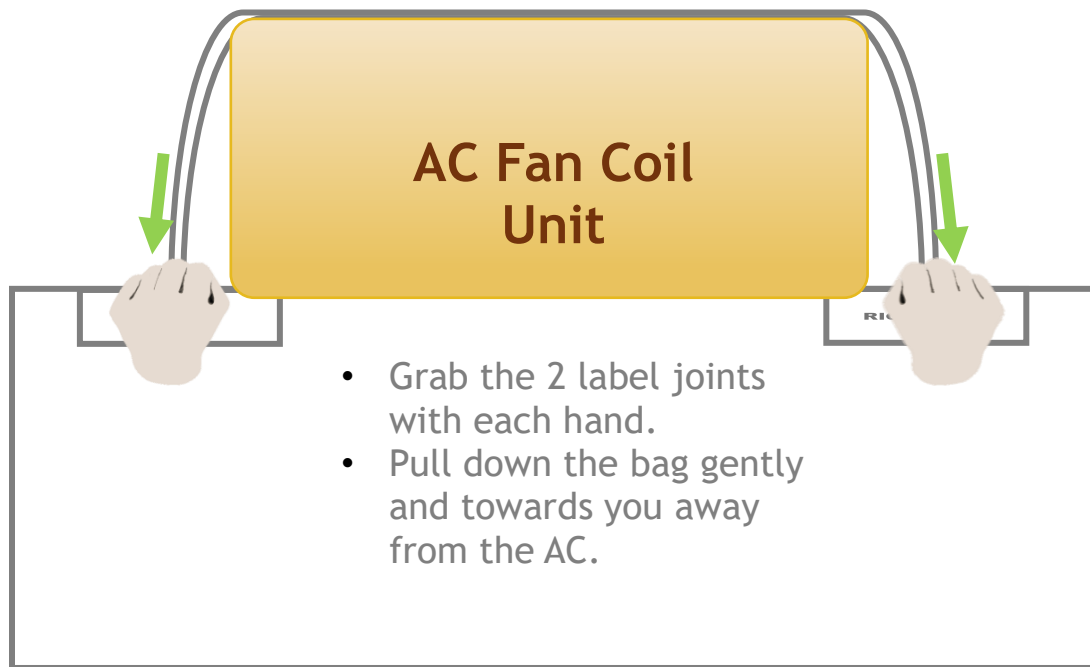 AC Fan Coil
Unit
• Grab the 2 label joints
with each hand.
• Pull down the bag gently
and towards you away
from the AC.